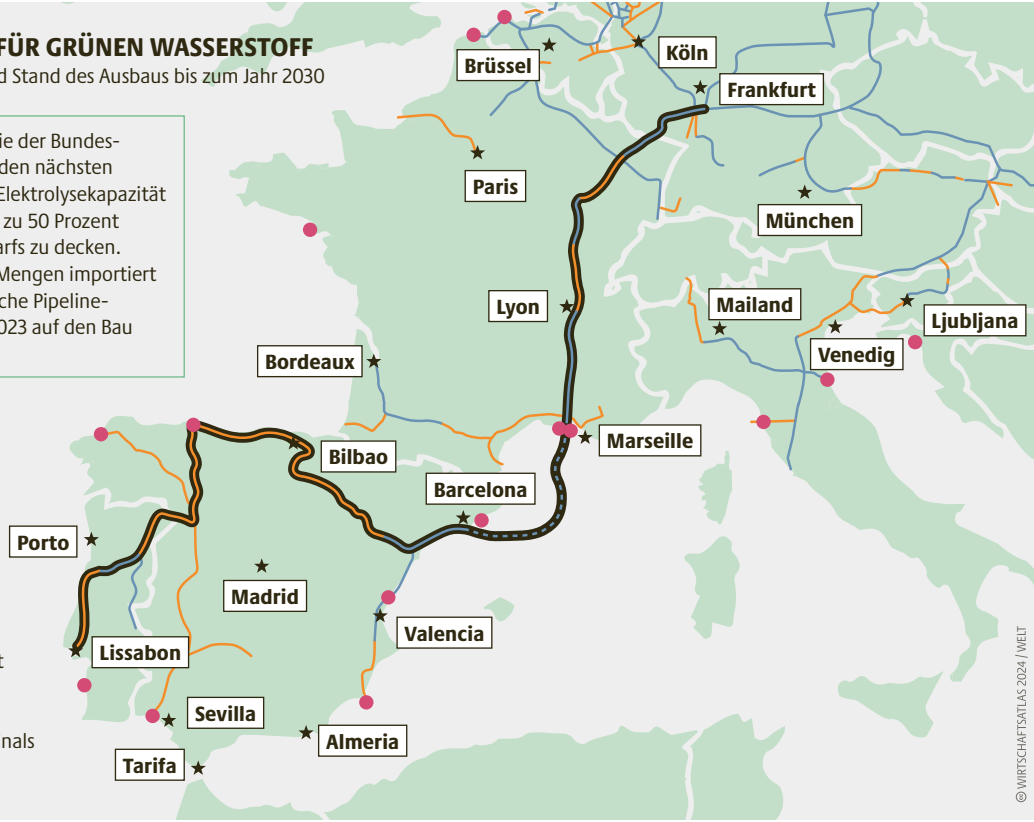 FÜR GRÜNEN WASSERSTOFF
d Stand des Ausbaus bis zum Jahr 2030
ie der Bundes-
den nächsten
Elektrolysekapazität
zu 50 Prozent
arfs zu decken.
Mengen importiert
che Pipeline-
023 auf den Bau
Brüssel
Köln
Frankfurt
Paris
München
Lyon
Mailand
Ljubljana
Venedig
Bordeaux
Marseille
Bilbao
Barcelona
Porto
Madrid
Valencia
Lissabon
t
Sevilla
nals
Almeria
Tarifa
© WIRTSCHAFTSATLAS 2024 / WELT